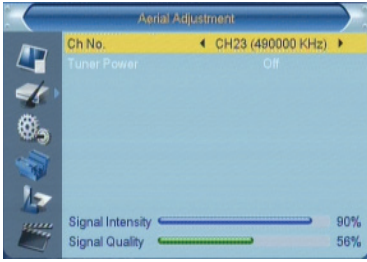 Aerial Adjustment
Ch No. CH23 (490000 KHz)
Tuner Power Off
Signal Intensity 90%
Signal Quality 56%